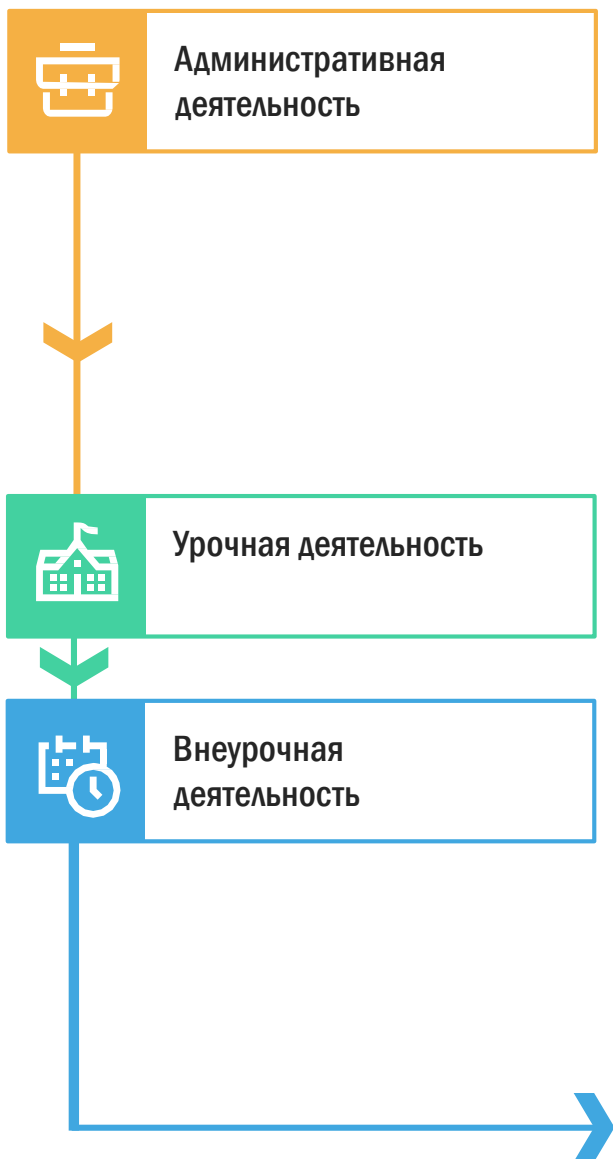 Административная
деятельность
Урочная деятельность
Внеурочная
деятельность